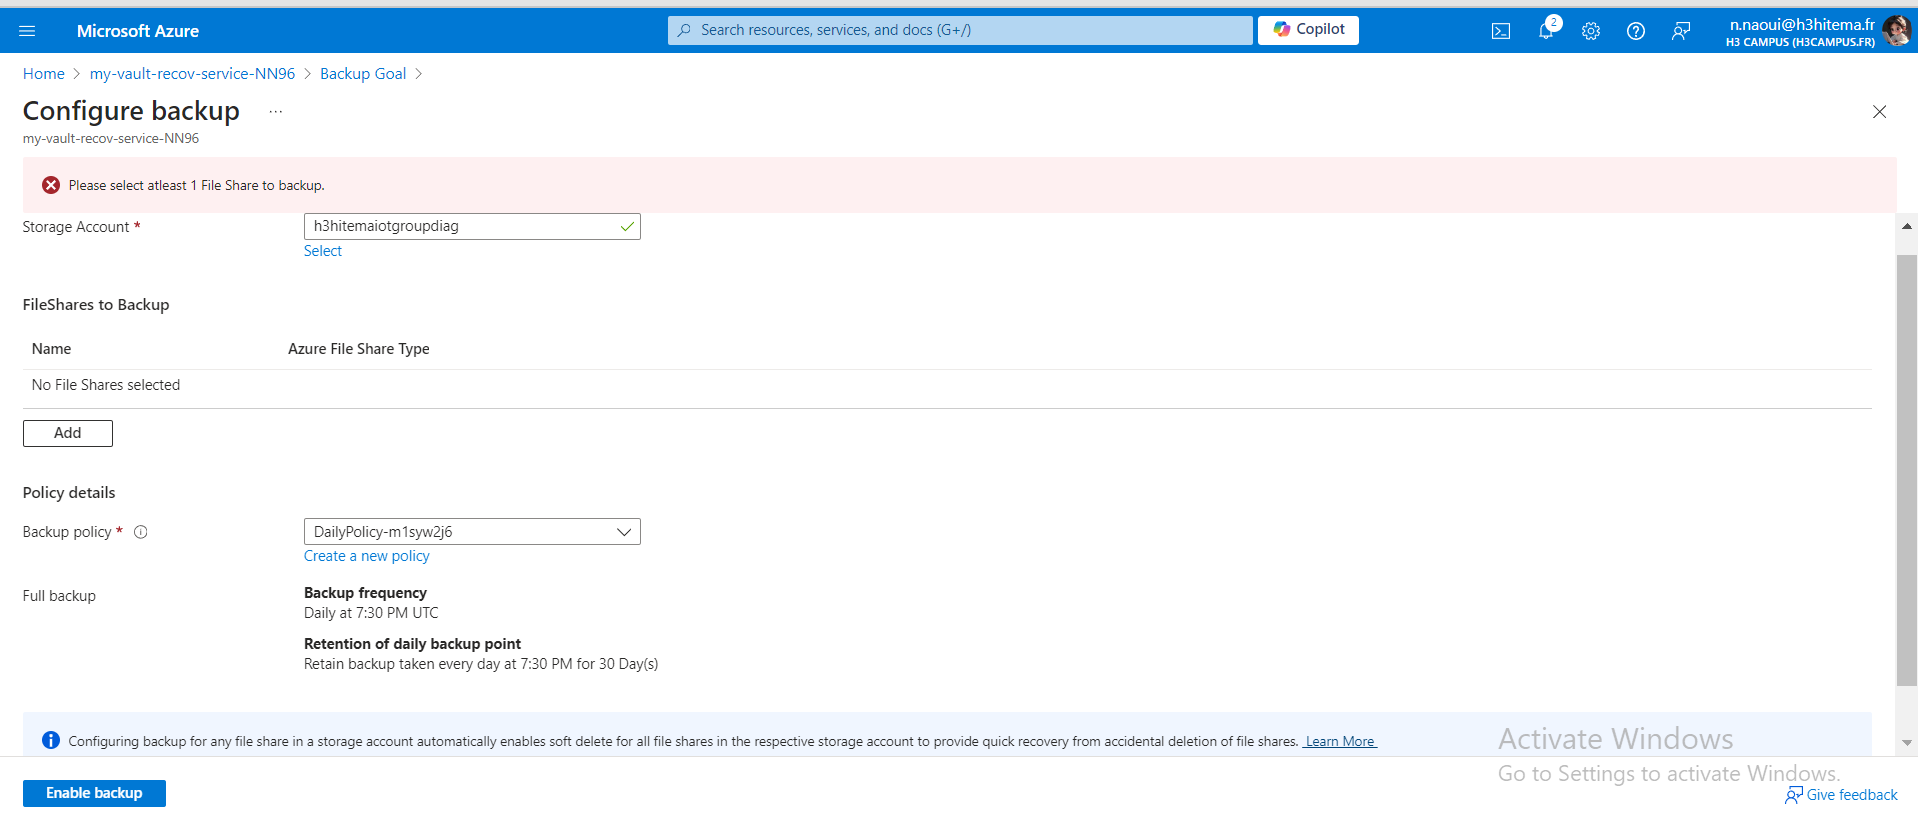 Microsoft Azure
Search resources, services, and docs (G+/)
Copilot
2
n.naoui@h3hitema.fr
H3 CAMPUS (H3CAMPUS.FR)
Home > my-vault-recov-service-NN96 > Backup Goal >
Configure backup ...
my-vault-recov-service-NN96
Please select atleast 1 File Share to backup.
Storage Account * h3hitemaiotgroupdiag
Select
FileShares to Backup
Name Azure File Share Type
No File Shares selected
Add
Policy details
Backup policy * DailyPolicy-m1syw2j6
Create a new policy
Full backup Backup frequency
Daily at 7:30 PM UTC
Retention of daily backup point
Retain backup taken every day at 7:30 PM for 30 Day(s)
Configuring backup for any file share in a storage account automatically enables soft delete for all file shares in the respective storage account to provide quick recovery from accidental deletion of file shares. Learn More
Activate Windows
Go to Settings to activate Windows.
Enable backup
Give feedback